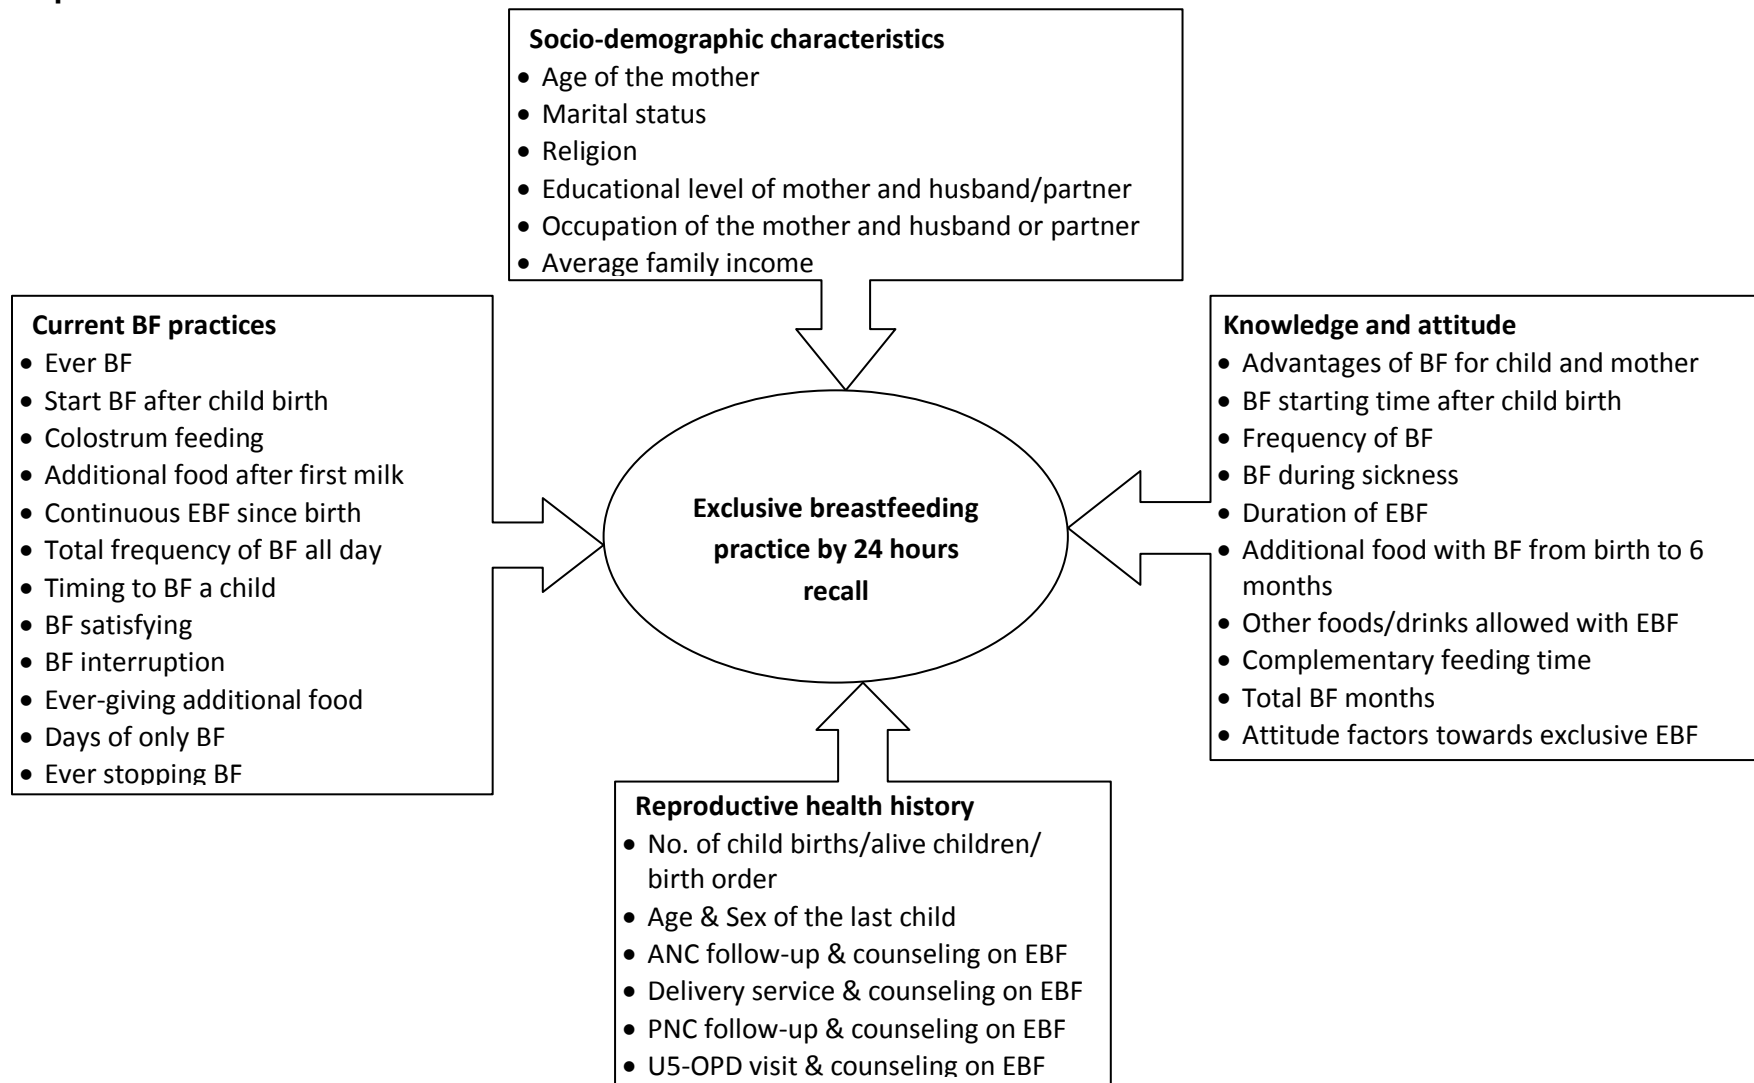 Socio-demographic characteristics
• Age of the mother
• Marital status
• Religion
• Educational level of mother and husband/partner
• Occupation of the mother and husband or partner
• Average family income
Current BF practices
• Ever BF
• Start BF after child birth
• Colostrum feeding
• Additional food after first milk
• Continuous EBF since birth
• Total frequency of BF all day
• Timing to BF a child
• BF satisfying
• BF interruption
• Ever-giving additional food
• Days of only BF
• Ever stopping BF
Exclusive breastfeeding
practice by 24 hours
recall
Knowledge and attitude
• Advantages of BF for child and mother
• BF starting time after child birth
• Frequency of BF
• BF during sickness
• Duration of EBF
• Additional food with BF from birth to 6
months
• Other foods/drinks allowed with EBF
• Complementary feeding time
• Total BF months
• Attitude factors towards exclusive EBF
Reproductive health history
• No. of child births/alive children/
birth order
• Age & Sex of the last child
• ANC follow-up & counseling on EBF
• Delivery service & counseling on EBF
• PNC follow-up & counseling on EBF
• U5-OPD visit & counseling on EBF